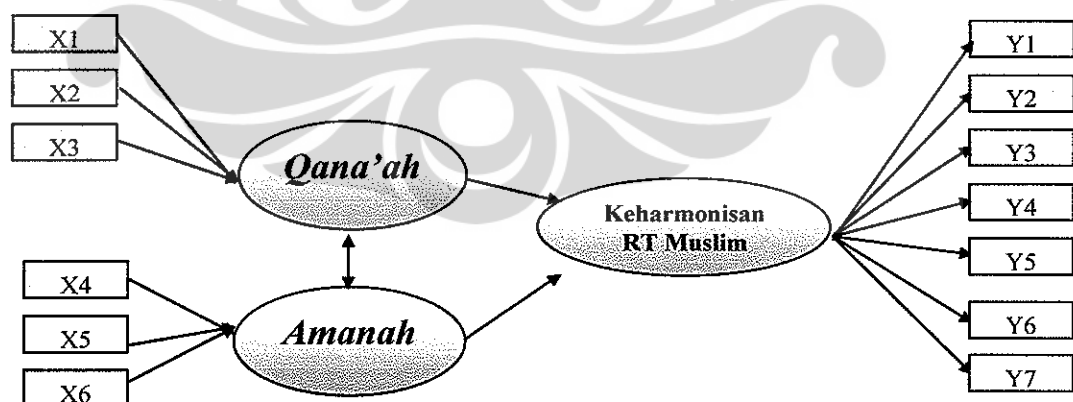 X1
X2
X3
Qana'ah
X4
X5
X6
Amanah
Keharmonisan
RT Muslim
Y1
Y2
Y3
Y4
Y5
Y6
Y7